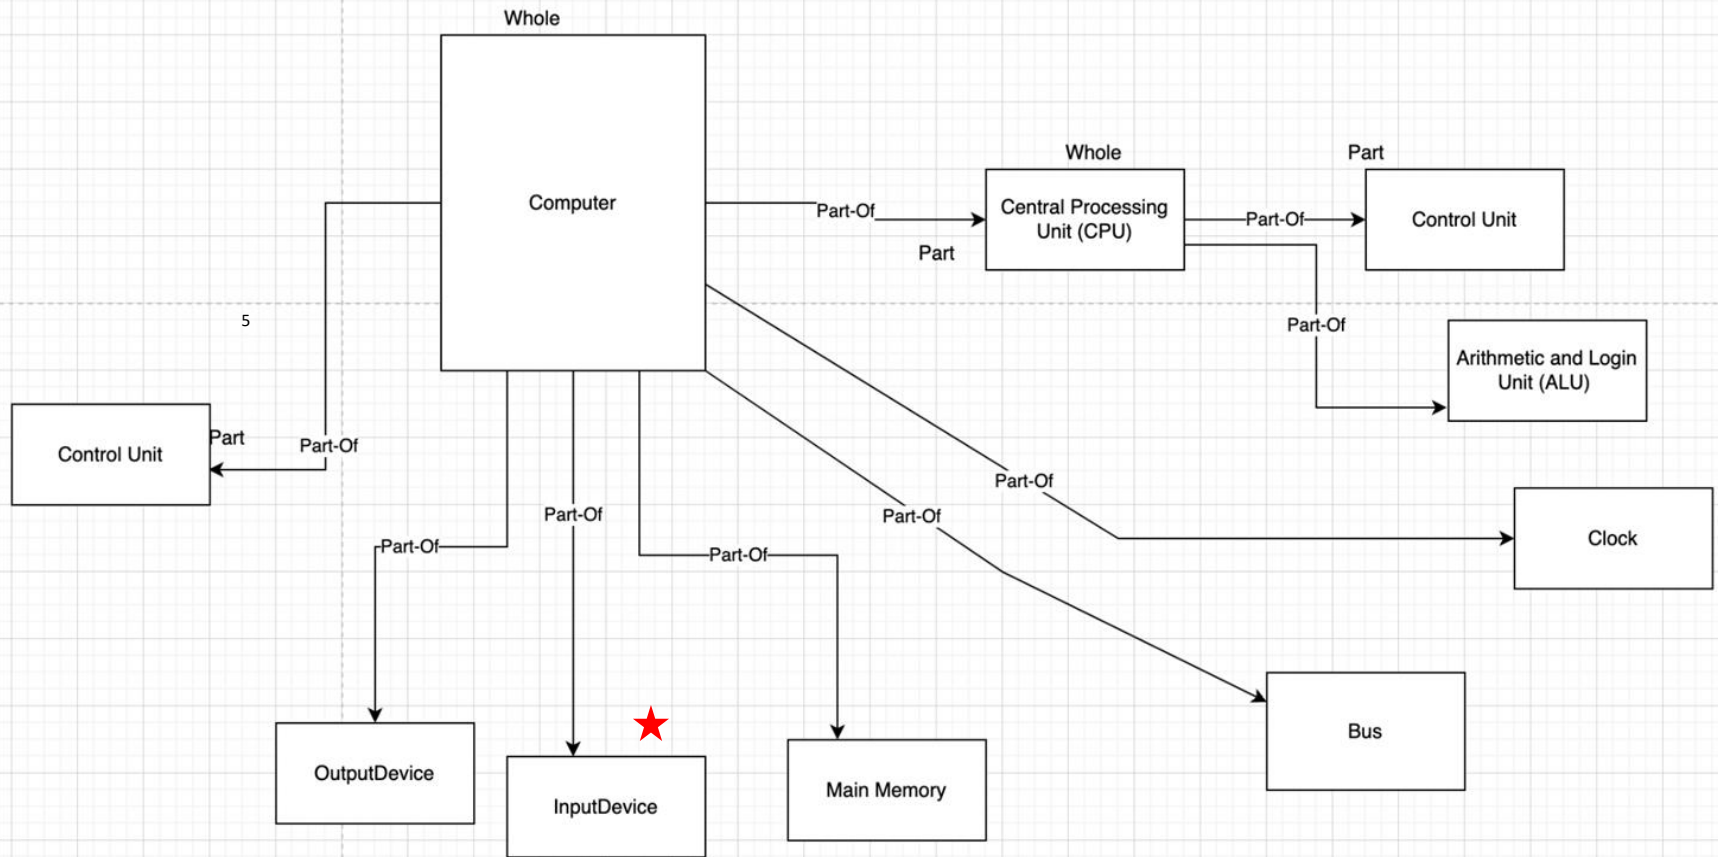 Whole
Computer
Part-Of
Part
Whole
Central Processing
Unit (CPU)
Part-Of
Part
Control Unit
Part-Of
Arithmetic and Login
Unit (ALU)
5
Control Unit
Part
Part-Of
Part-Of
Part-Of
Part-Of
Part-Of
Part-Of
Clock
Bus
OutputDevice
InputDevice
Main Memory